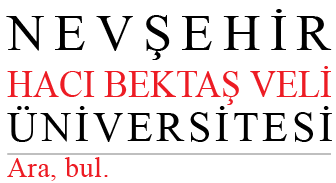 NEVŞEHİR
HACI BEKTAŞ VELİ
ÜNİVERSİTESİ
Ara, bul.